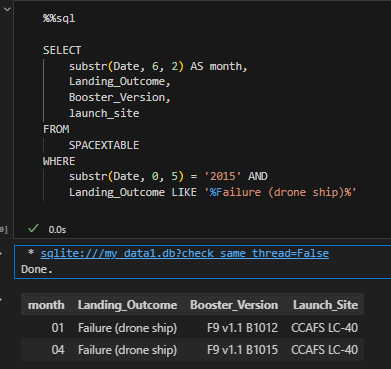 %%sql
SELECT
substr(Date, 6, 2) AS month,
Landing_Outcome,
Booster_Version,
launch_site
FROM
SPACEXTABLE
WHERE
substr(Date, 0, 5) = '2015' AND
Landing_Outcome LIKE '%Failure (drone ship)%'
0.0s
* sqlite:///my_data1.db?check_same_thread=False
Done.
month Landing_Outcome Booster_Version Launch_Site
01 Failure (drone ship) F9 v1.1 B1012 CCAFS LC-40
04 Failure (drone ship) F9 v1.1 B1015 CCAFS LC-40